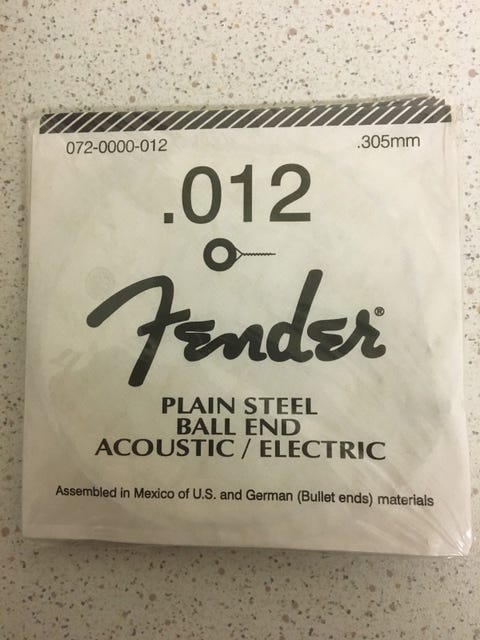 072-0000-012 .305mm
.012
Fender®
PLAIN STEEL
BALL END
ACOUSTIC / ELECTRIC
Assembled in Mexico of U.S. and German (Bullet ends) materials